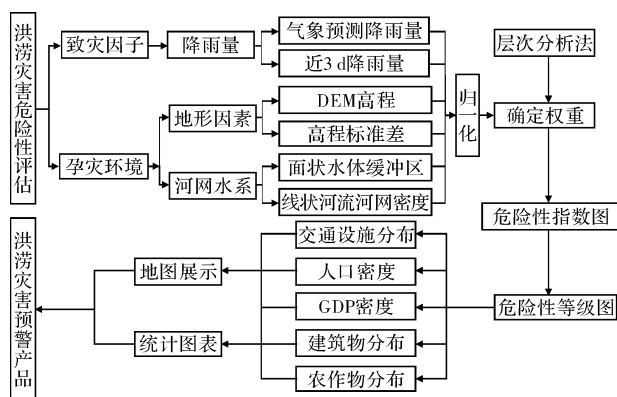 洪涝灾害危险性评估
致灾因子
降雨量
气象预测降雨量
近3 d降雨量
孕灾环境
地形因素
DEM高程
高程标准差
河网水系
面状水体缓冲区
线状河流河网密度
归一化
层次分析法
确定权重
危险性指数图
危险性等级图
交通设施分布
人口密度
GDP密度
建筑物分布
农作物分布
地图展示
统计图表
洪涝灾害预警产品